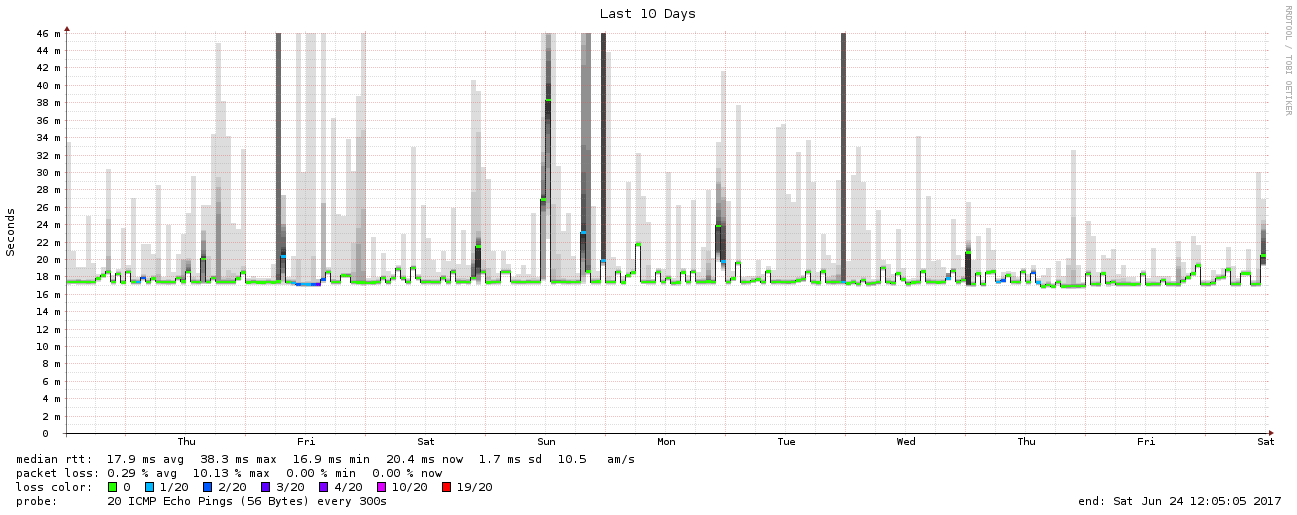 Last 10 Days
RRDTOOL / TOBI OETIKER
Seconds
46 m
44 m
42 m
40 m
38 m
36 m
34 m
32 m
30 m
28 m
26 m
24 m
22 m
20 m
18 m
16 m
14 m
12 m
10 m
8 m
6 m
4 m
2 m
0
Thu Fri Sat Sun Mon Tue Wed Thu Fri Sat
median rtt: 17.9 ms avg 38.3 ms max 16.9 ms min 20.4 ms now 1.7 ms sd 10.5 am/s
packet loss: 0.29 % avg 10.13 % max 0.00 % min 0.00 % now
loss color: 0 1/20 2/20 3/20 4/20 10/20 19/20
probe: 20 ICMP Echo Pings (56 Bytes) every 300s end: Sat Jun 24 12:05:05 2017